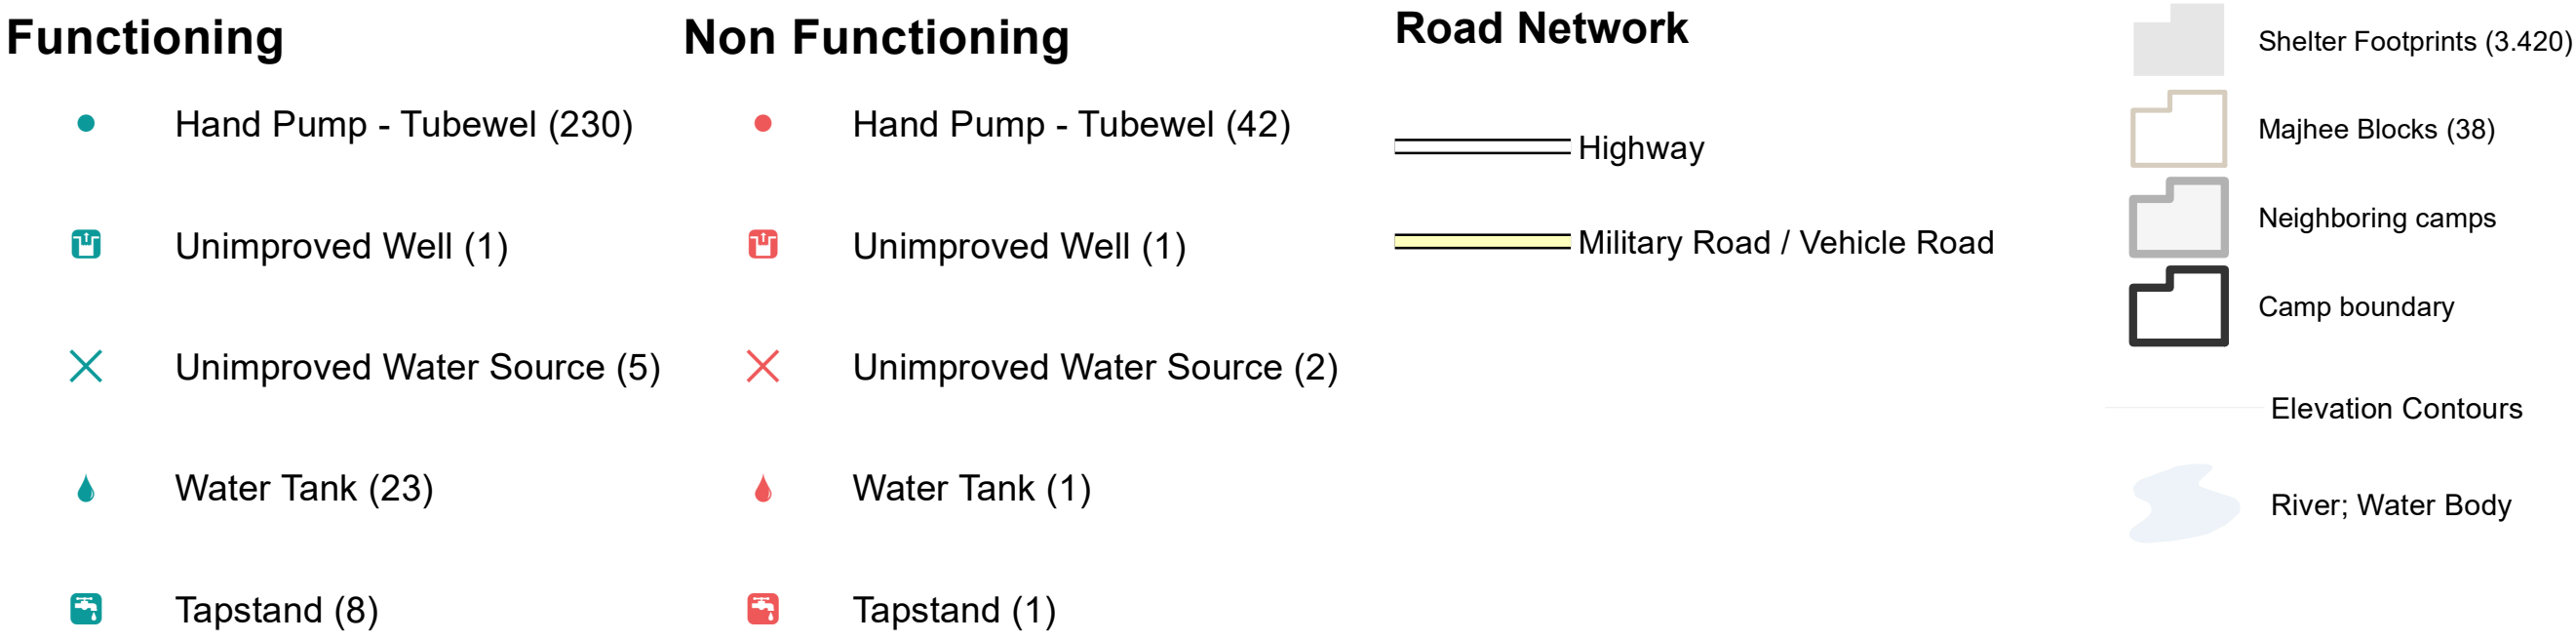 Functioning
Hand Pump - Tubewel (230)
Unimproved Well (1)
Unimproved Water Source (5)
Water Tank (23)
Tapstand (8)
Non Functioning
Hand Pump - Tubewel (42)
Unimproved Well (1)
Unimproved Water Source (2)
Water Tank (1)
Tapstand (1)
Road Network
Highway
Military Road / Vehicle Road
Shelter Footprints (3.420)
Majhee Blocks (38)
Neighboring camps
Camp boundary
Elevation Contours
River; Water Body